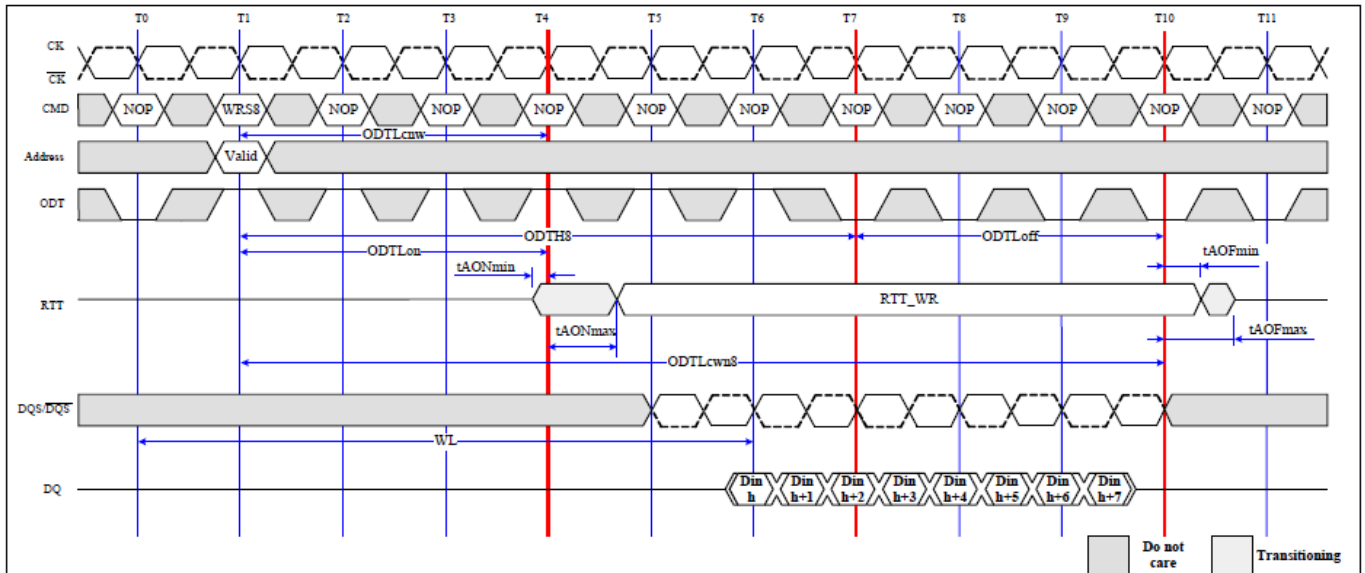 T0 T1 T2 T3 T4 T5 T6 T7 T8 T9 T10 T11
CK
CK
CMD NOP WRS8 NOP NOP NOP NOP NOP NOP NOP NOP NOP NOP
ODTLcnw
Address Valid
ODT
ODTH8 ODTLoff
ODTLon
tAONmin tAOFmin
RTT RTT_WR
tAONmax tAOFmax
ODTLcwn8
DQS/DQS
WL
DQ Din h Din h+1 Din h+2 Din h+3 Din h+4 Din h+5 Din h+6 Din h+7
Do not care Transitioning